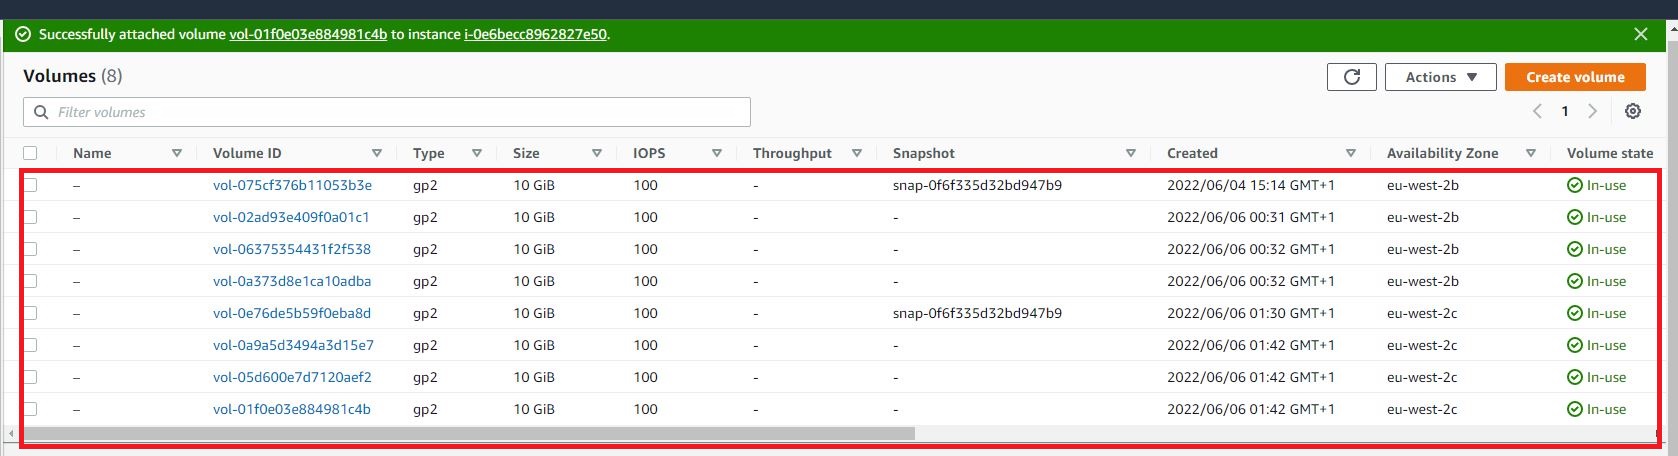 Successfully attached volume vol-01f0e03e884981c4b to instance i-0e6becc8962827e50.
Volumes (8)
Actions
Create volume
Filter volumes
1
Name Volume ID Type Size IOPS Throughput Snapshot Created Availability Zone Volume state
– vol-075cf376b11053b3e gp2 10 GiB 100 - snap-0f6f335d32bd947b9 2022/06/04 15:14 GMT+1 eu-west-2b In-use
– vol-02ad93e409f0a01c1 gp2 10 GiB 100 - - 2022/06/06 00:31 GMT+1 eu-west-2b In-use
– vol-06375354431f2f538 gp2 10 GiB 100 - - 2022/06/06 00:32 GMT+1 eu-west-2b In-use
– vol-0a373d8e1ca10adba gp2 10 GiB 100 - - 2022/06/06 00:32 GMT+1 eu-west-2b In-use
– vol-0e76de5b59f0eba8d gp2 10 GiB 100 - snap-0f6f335d32bd947b9 2022/06/06 01:30 GMT+1 eu-west-2c In-use
– vol-0a9a5d3494a3d15e7 gp2 10 GiB 100 - - 2022/06/06 01:42 GMT+1 eu-west-2c In-use
– vol-05d600e7d7120aef2 gp2 10 GiB 100 - - 2022/06/06 01:42 GMT+1 eu-west-2c In-use
– vol-01f0e03e884981c4b gp2 10 GiB 100 - - 2022/06/06 01:42 GMT+1 eu-west-2c In-use